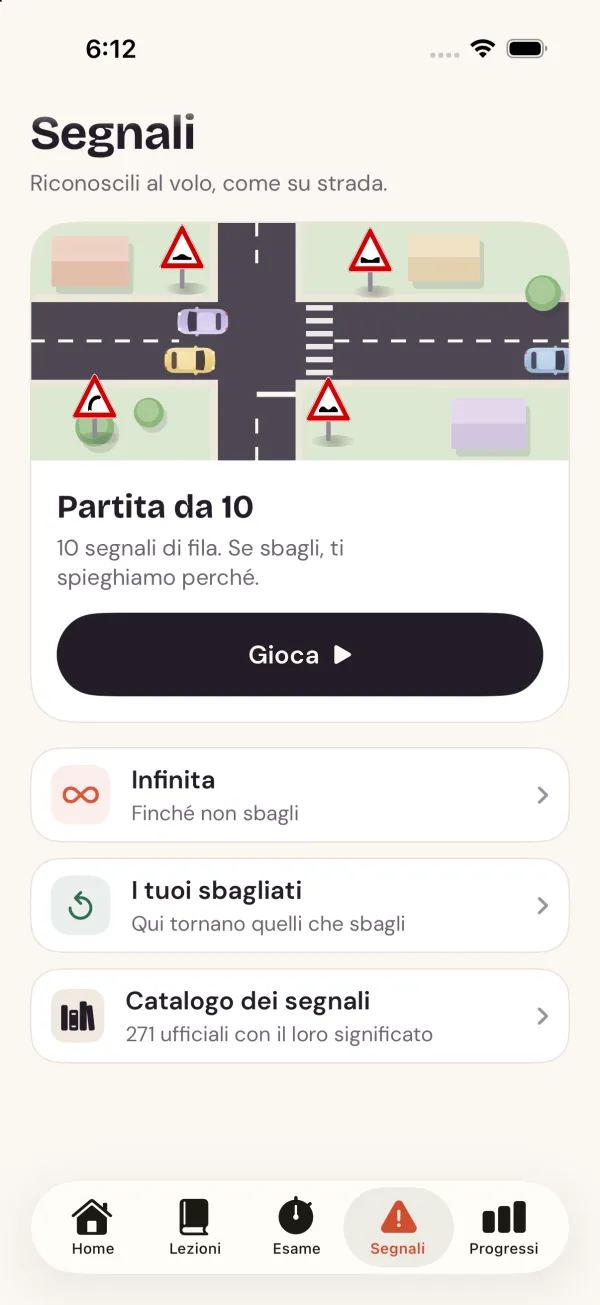 6:12
Segnali
Riconoscili al volo, come su strada.
Partita da 10
10 segnali di fila. Se sbagli, ti
spieghiamo perché.
Gioca
Infinita
Finché non sbagli
I tuoi sbagliati
Qui tornano quelli che sbagli
Catalogo dei segnali
271 ufficiali con il loro significato
Home
Lezioni
Esame
Segnali
Progressi